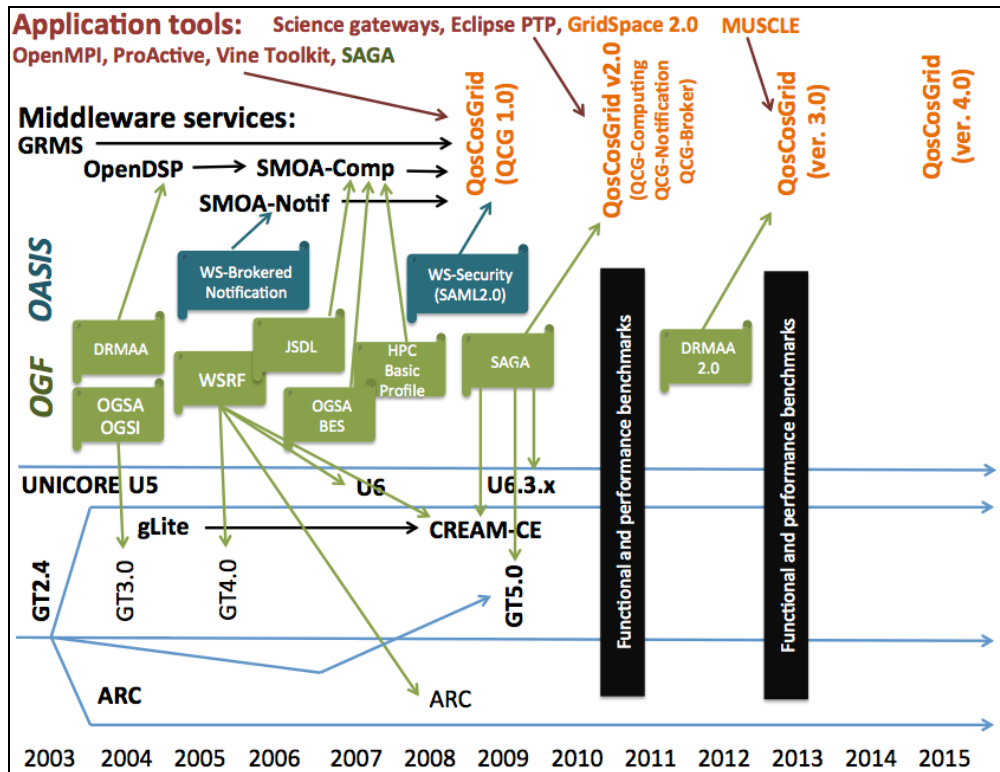 Application tools:
Science gateways, Eclipse PTP, GridSpace 2.0
MUSCLE
OpenMPI, ProActive, Vine Toolkit, SAGA
Middleware services:
GRMS
OpenDSP
SMOA-Comp
SMOA-Notif
QosCosGrid
(QCG 1.0)
QosCosGrid v2.0
(QCG-Computing
QCG-Notification
QCG-Broker)
QosCosGrid
(ver. 3.0)
QosCosGrid
(ver. 4.0)
OASIS
WS-Brokered
Notification
WS-Security
(SAML2.0)
OGF
DRMAA
WSRF
JSDL
HPC
Basic
Profile
SAGA
DRMAA
2.0
OGSA
OGSI
OGSA
BES
Functional and performance benchmarks
Functional and performance benchmarks
UNICORE U5
U6
U6.3.x
gLite
CREAM-CE
GT2.4
GT3.0
GT4.0
GT5.0
ARC
ARC
2003 2004 2005 2006 2007 2008 2009 2010 2011 2012 2013 2014 2015